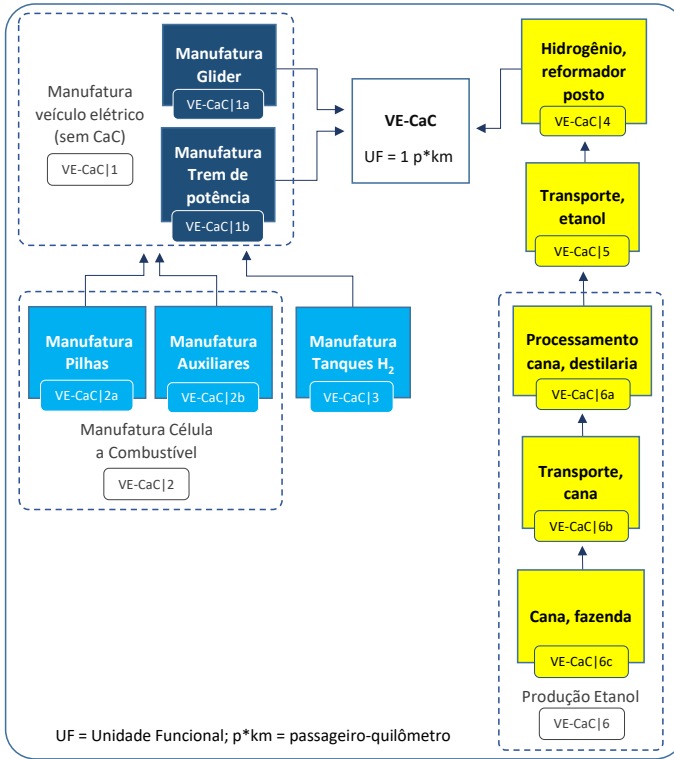 Manufatura
veículo elétrico
(sem CaC)
VE-CaC|1
Manufatura
Glider
VE-CaC|1a
Manufatura
Trem de
potência
VE-CaC|1b
VE-CaC
UF = 1 p*km
Hidrogênio,
reformador
posto
VE-CaC|4
Transporte,
etanol
VE-CaC|5
Manufatura
Pilhas
VE-CaC|2a
Manufatura
Auxiliares
VE-CaC|2b
Manufatura
Tanques H₂
VE-CaC|3
Manufatura Célula
a Combustível
VE-CaC|2
Processamento
cana, destilaria
VE-CaC|6a
Transporte,
cana
VE-CaC|6b
Cana, fazenda
VE-CaC|6c
Produção Etanol
VE-CaC|6
UF = Unidade Funcional; p*km = passageiro-quilômetro